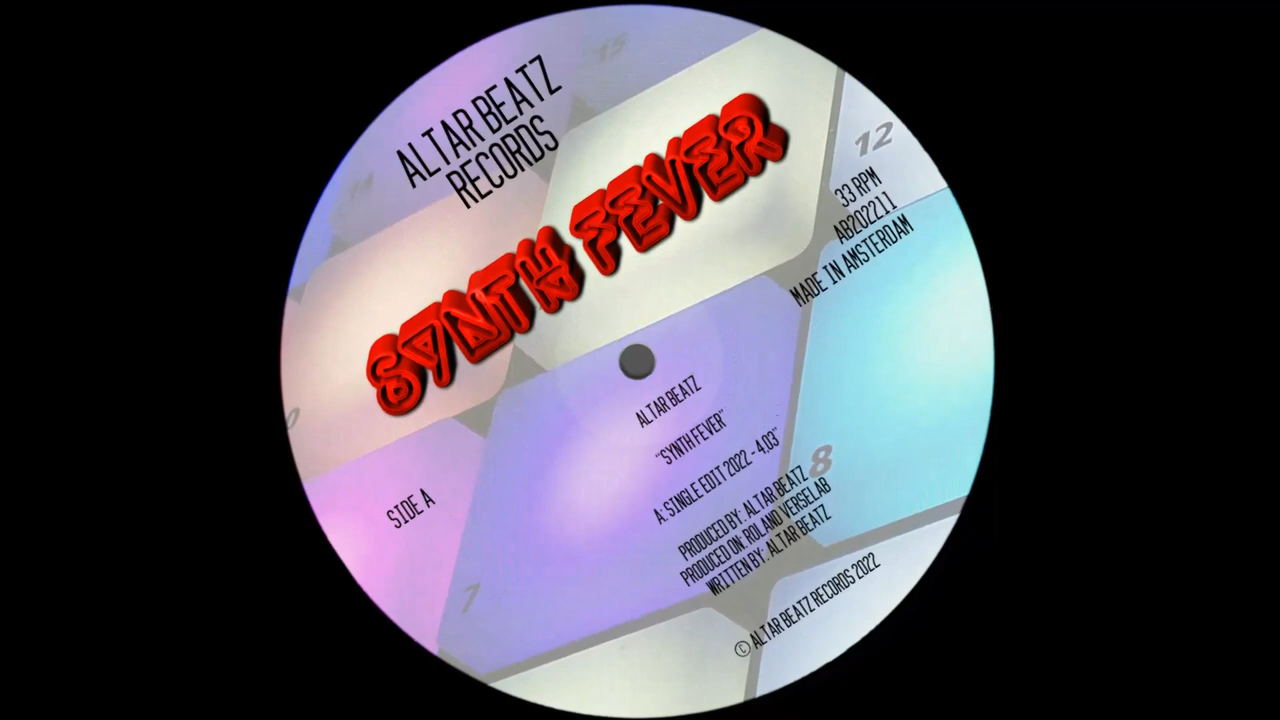 ALTAR BEATZ
RECORDS
SYNTH FEVER
15
14
12
33 RPM
AB202211
MADE IN AMSTERDAM
ALTAR BEATZ
"SYNTH FEVER"
A: SINGLE EDIT 2022 - 4.03"
8
PRODUCED BY: ALTAR BEATZ
PRODUCED ON: ROLAND VERSELAB
WRITTEN BY: ALTAR BEATZ
SIDE A
7
© ALTAR BEATZ RECORDS 2022